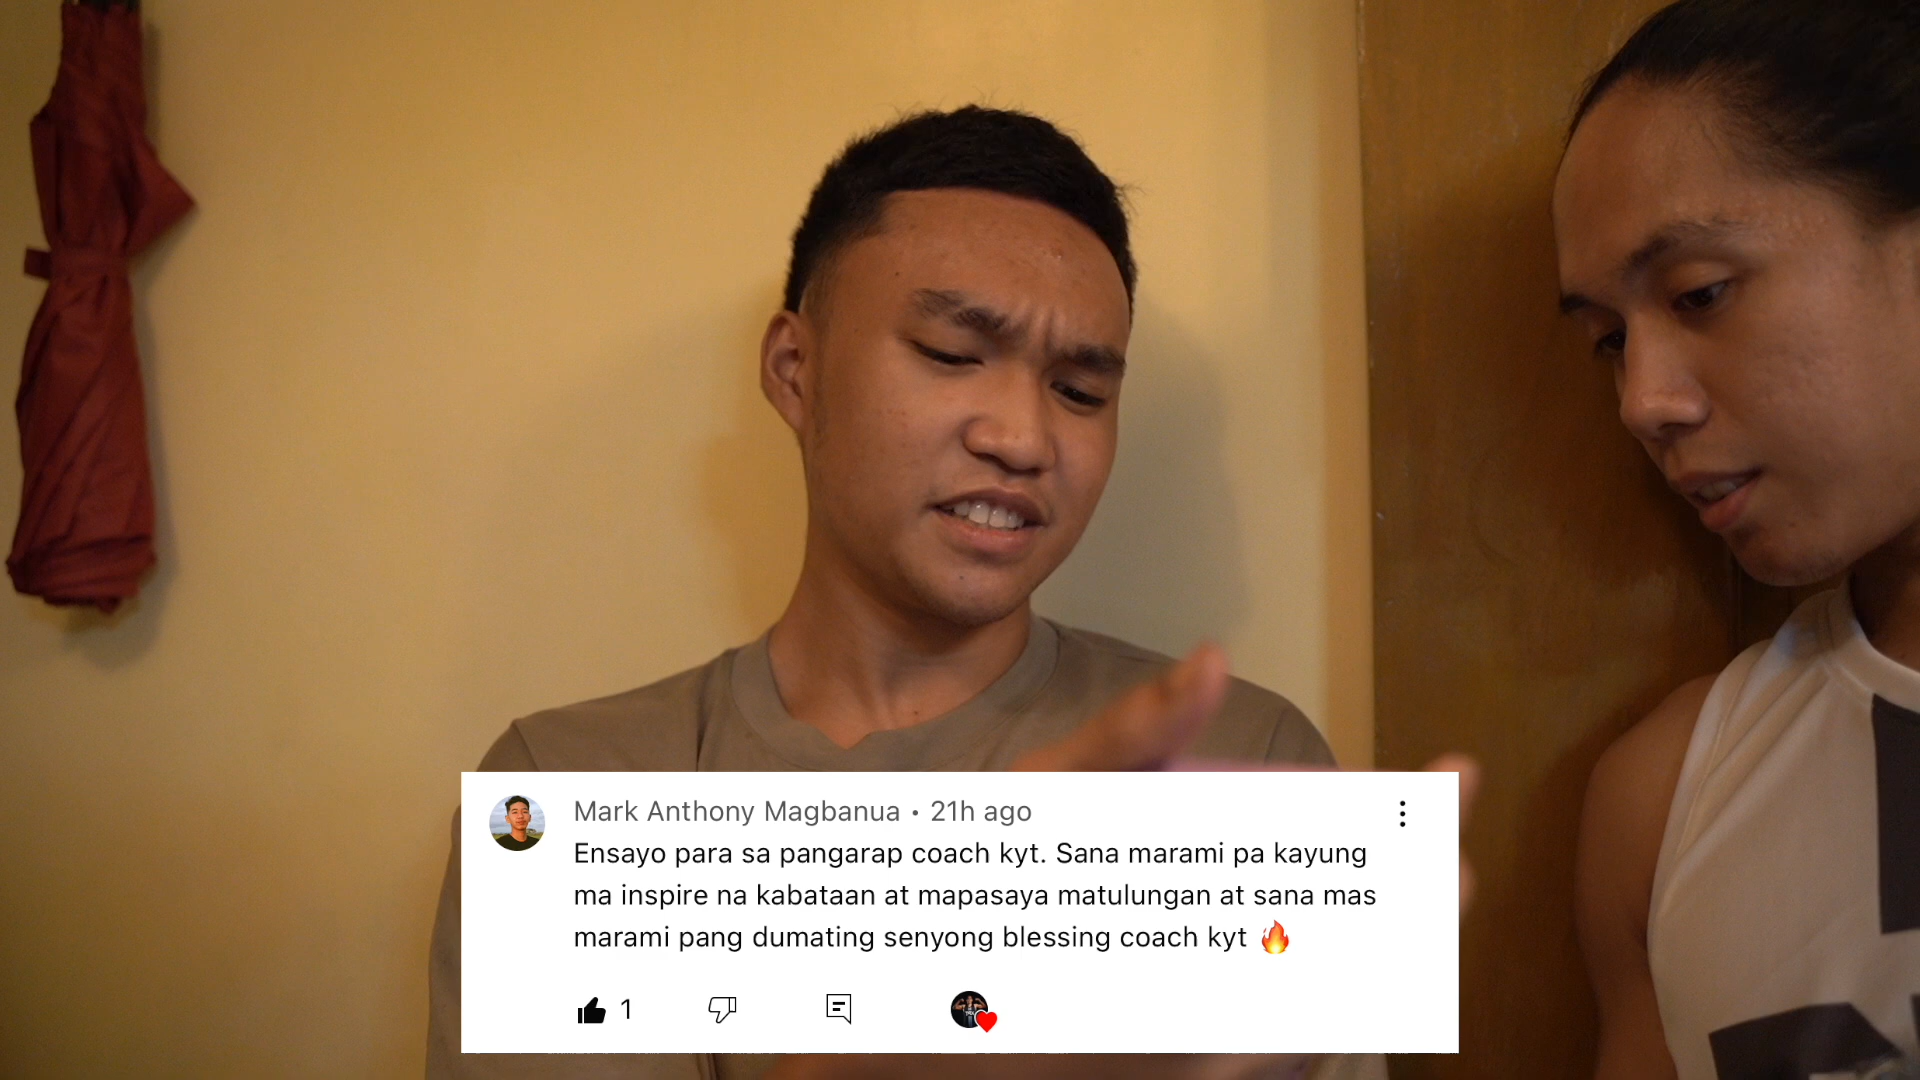 Mark Anthony Magbanua • 21h ago
Ensayo para sa pangarap coach kyt. Sana marami pa kayung
ma inspire na kabataan at mapasaya matulungan at sana mas
marami pang dumating senyong blessing coach kyt 🔥
1